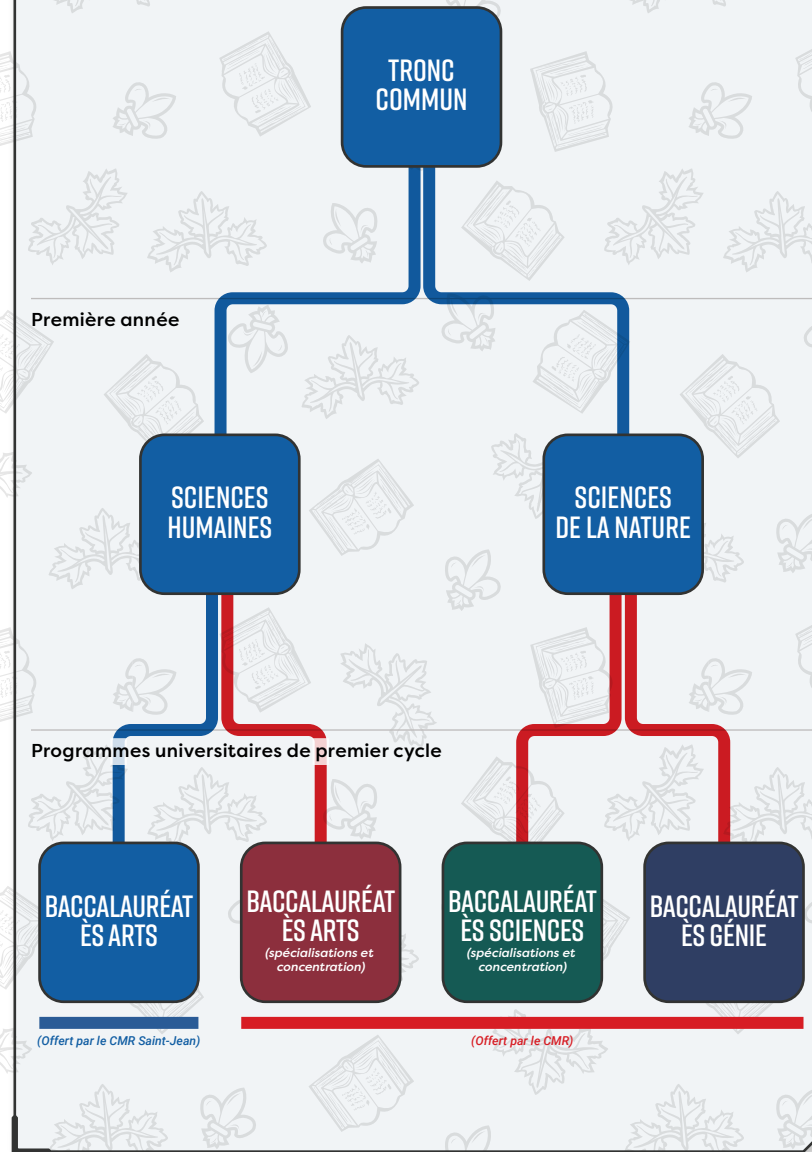 TRONC
COMMUN
Première année
SCIENCES
HUMAINES
SCIENCES
DE LA NATURE
Programmes universitaires de premier cycle
BACCALAURÉAT
ÈS ARTS
BACCALAURÉAT
ÈS ARTS
(spécialisations et
concentration)
BACCALAURÉAT
ÈS SCIENCES
(spécialisations et
concentration)
BACCALAURÉAT
ÈS GÉNIE
(Offert par le CMR Saint-Jean)
(Offert par le CMR)